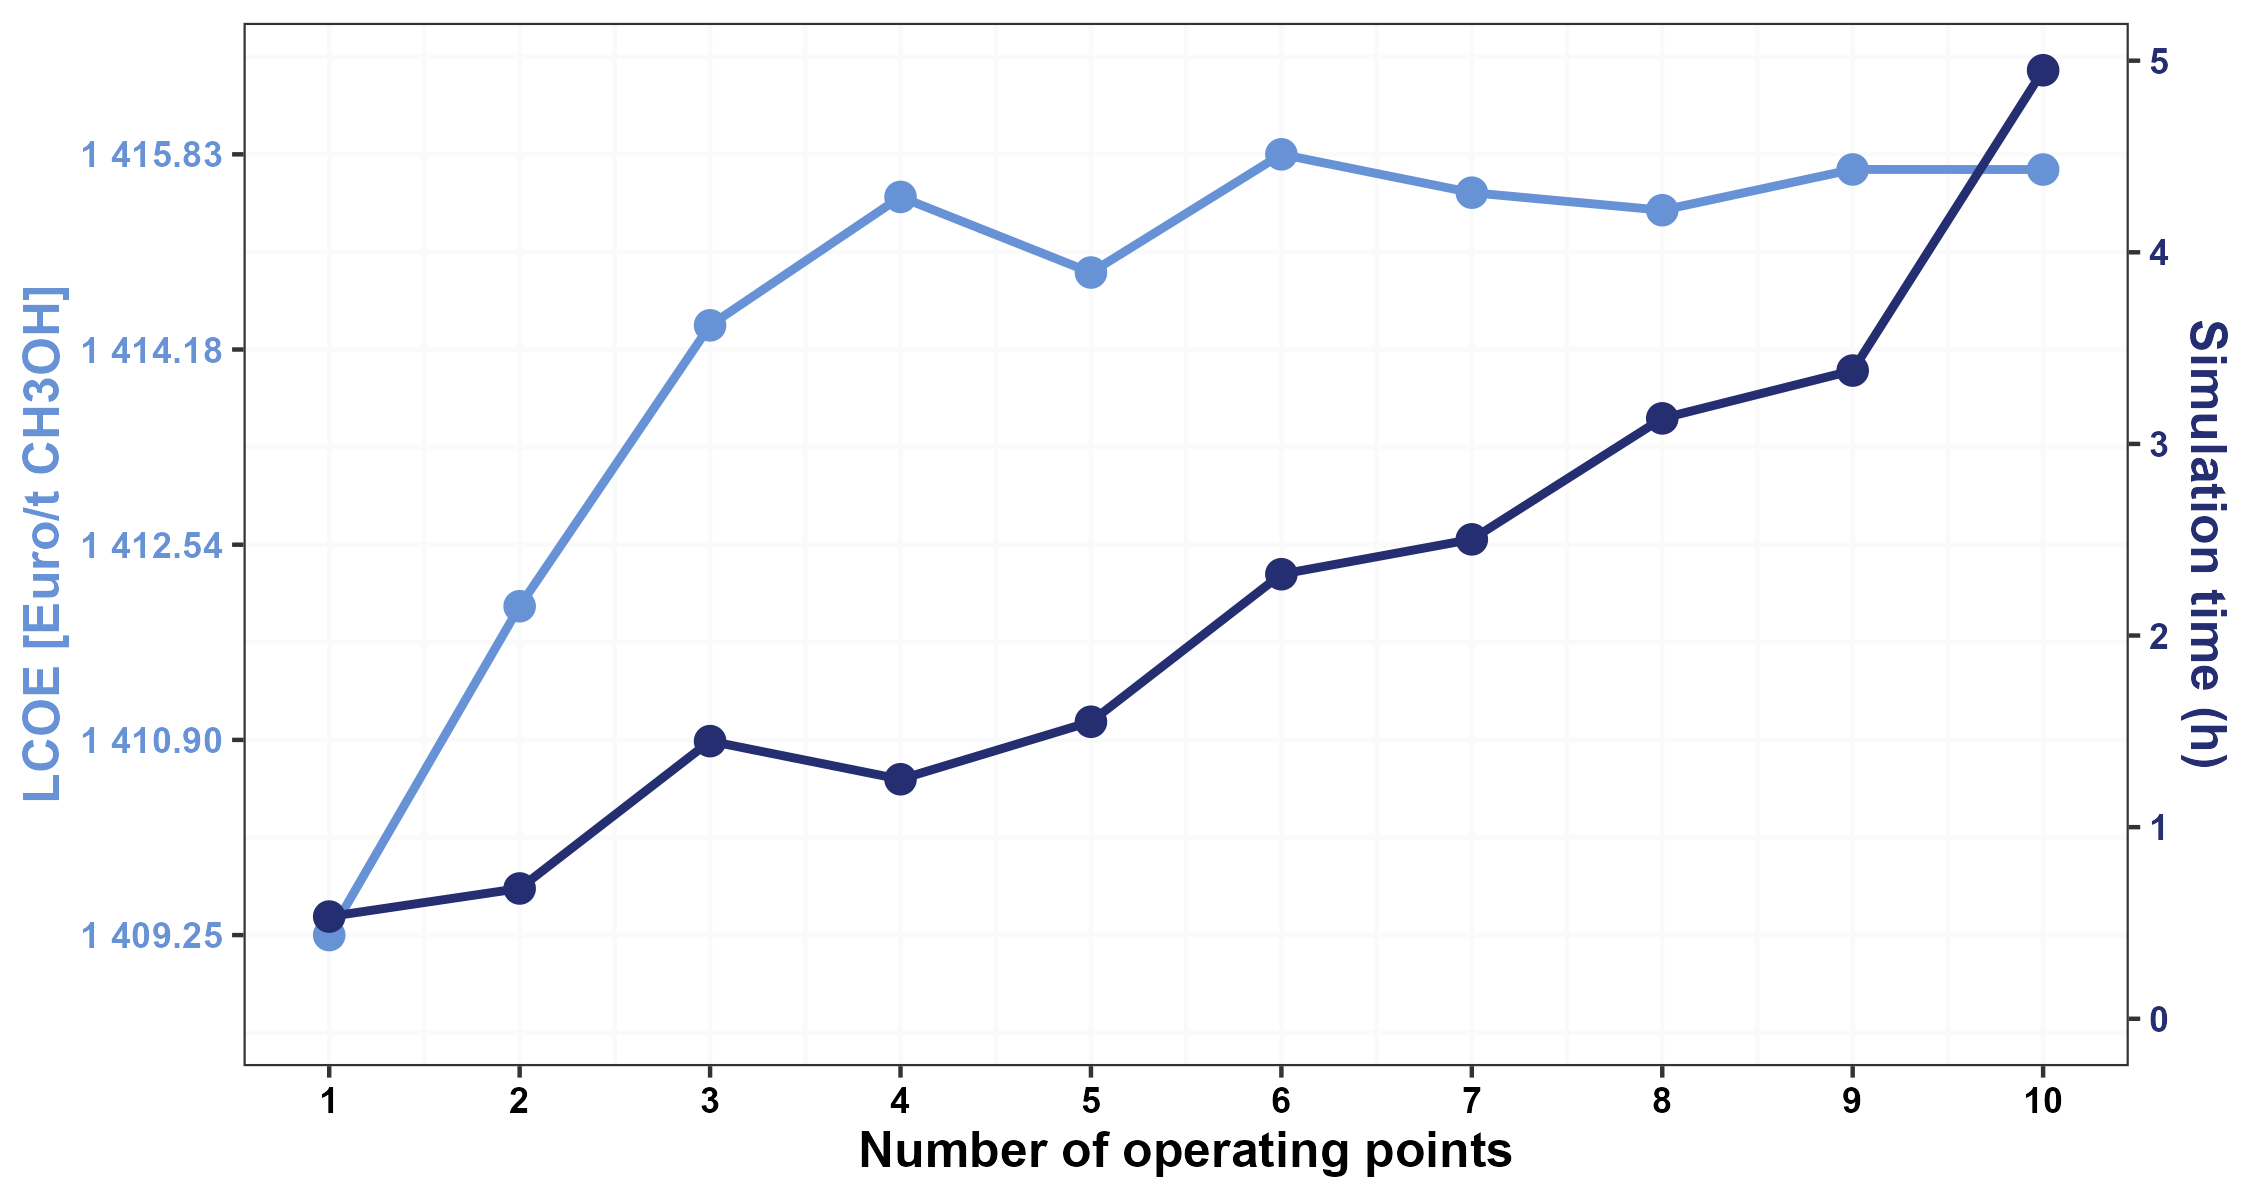 LCOE [Euro/t CH3OH]
1 415.83
1 414.18
1 412.54
1 410.90
1 409.25
5
4
3
2
1
0
Simulation time (h)
1 2 3 4 5 6 7 8 9 10
Number of operating points